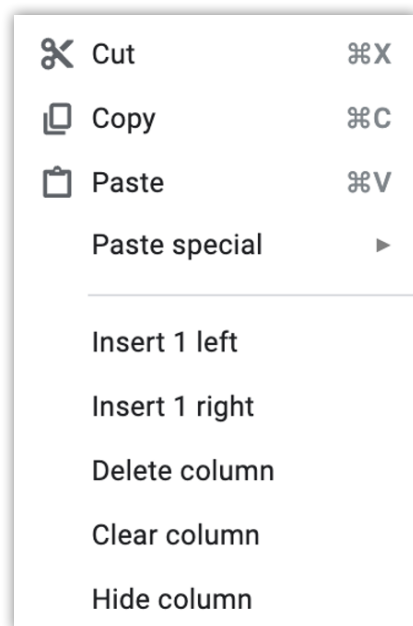 Cut ⌘X
Copy ⌘C
Paste ⌘V
Paste special ►
Insert 1 left
Insert 1 right
Delete column
Clear column
Hide column